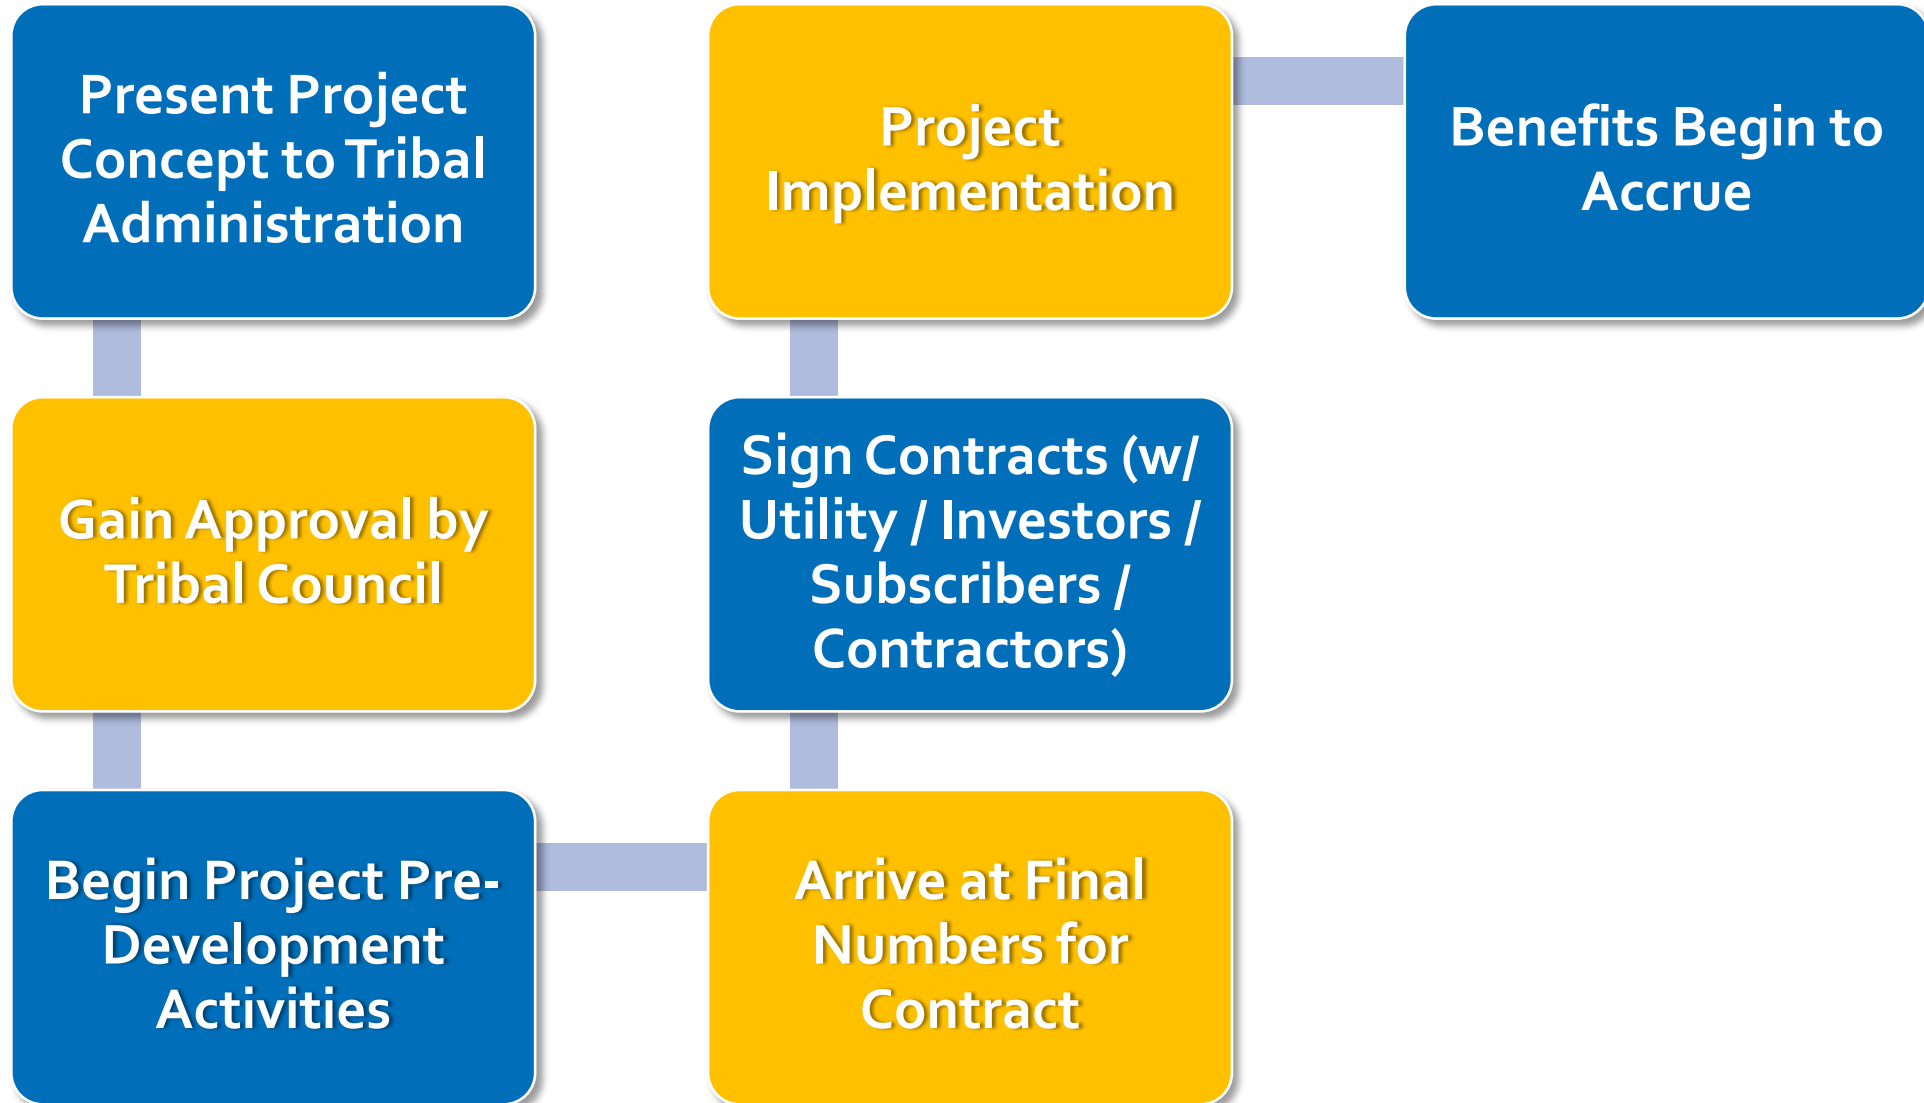 Present Project
Concept to Tribal
Administration
Gain Approval by
Tribal Council
Begin Project Pre-
Development
Activities
Arrive at Final
Numbers for
Contract
Sign Contracts (w/
Utility / Investors /
Subscribers /
Contractors)
Project
Implementation
Benefits Begin to
Accrue